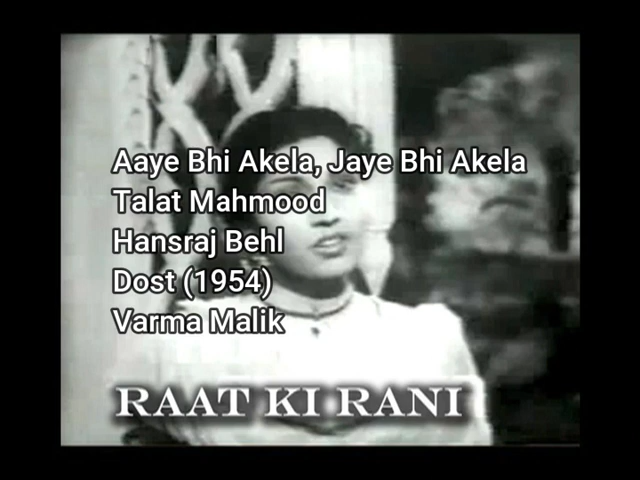 Aaye Bhi Akela, Jaye Bhi Akela
Talat Mahmood
Hansraj Behl
Dost (1954)
Varma Malik
RAAT KI RANI